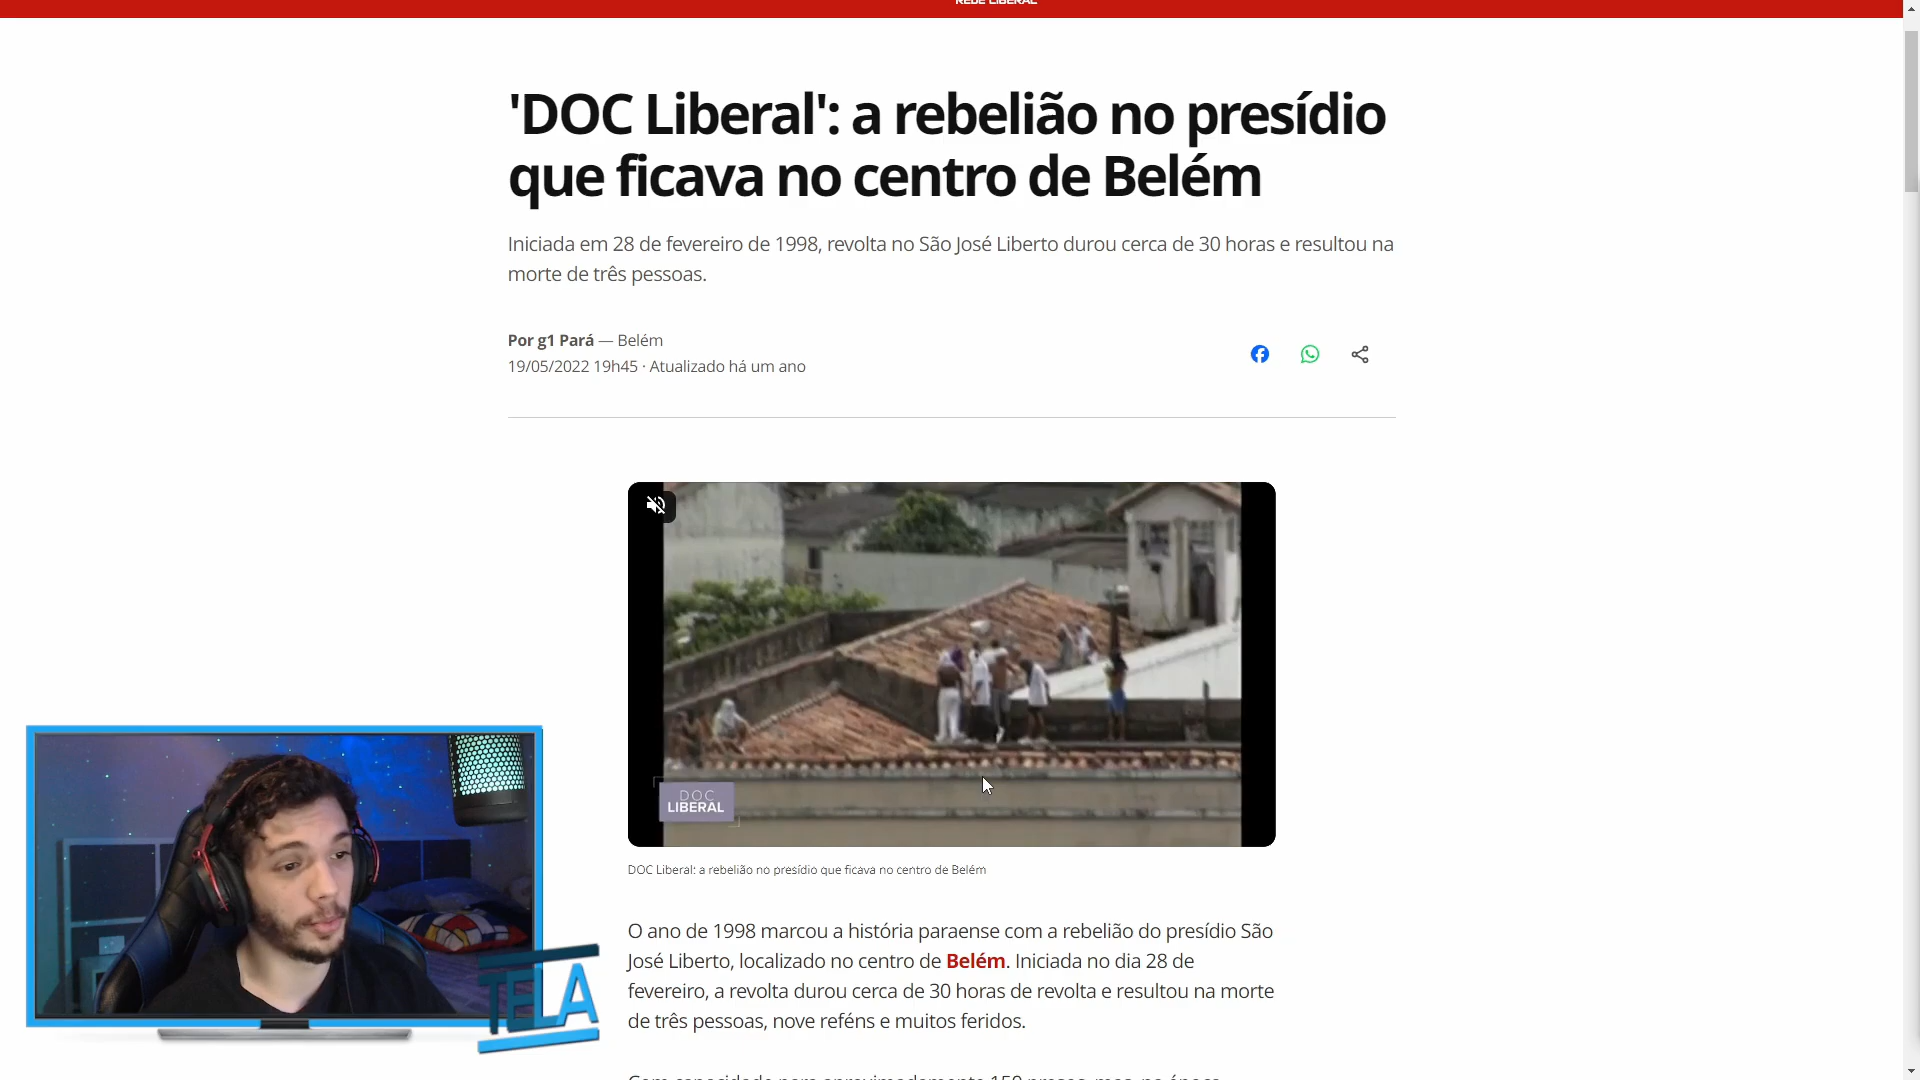 REDE LIBERAL
'DOC Liberal': a rebelião no presídio
que ficava no centro de Belém
Iniciada em 28 de fevereiro de 1998, revolta no São José Liberto durou cerca de 30 horas e resultou na
morte de três pessoas.
Por g1 Pará — Belém
19/05/2022 19h45 · Atualizado há um ano
DOC
LIBERAL
DOC Liberal: a rebelião no presídio que ficava no centro de Belém
O ano de 1998 marcou a história paraense com a rebelião do presídio São
José Liberto, localizado no centro de Belém. Iniciada no dia 28 de
fevereiro, a revolta durou cerca de 30 horas de revolta e resultou na morte
de três pessoas, nove reféns e muitos feridos.
TELA